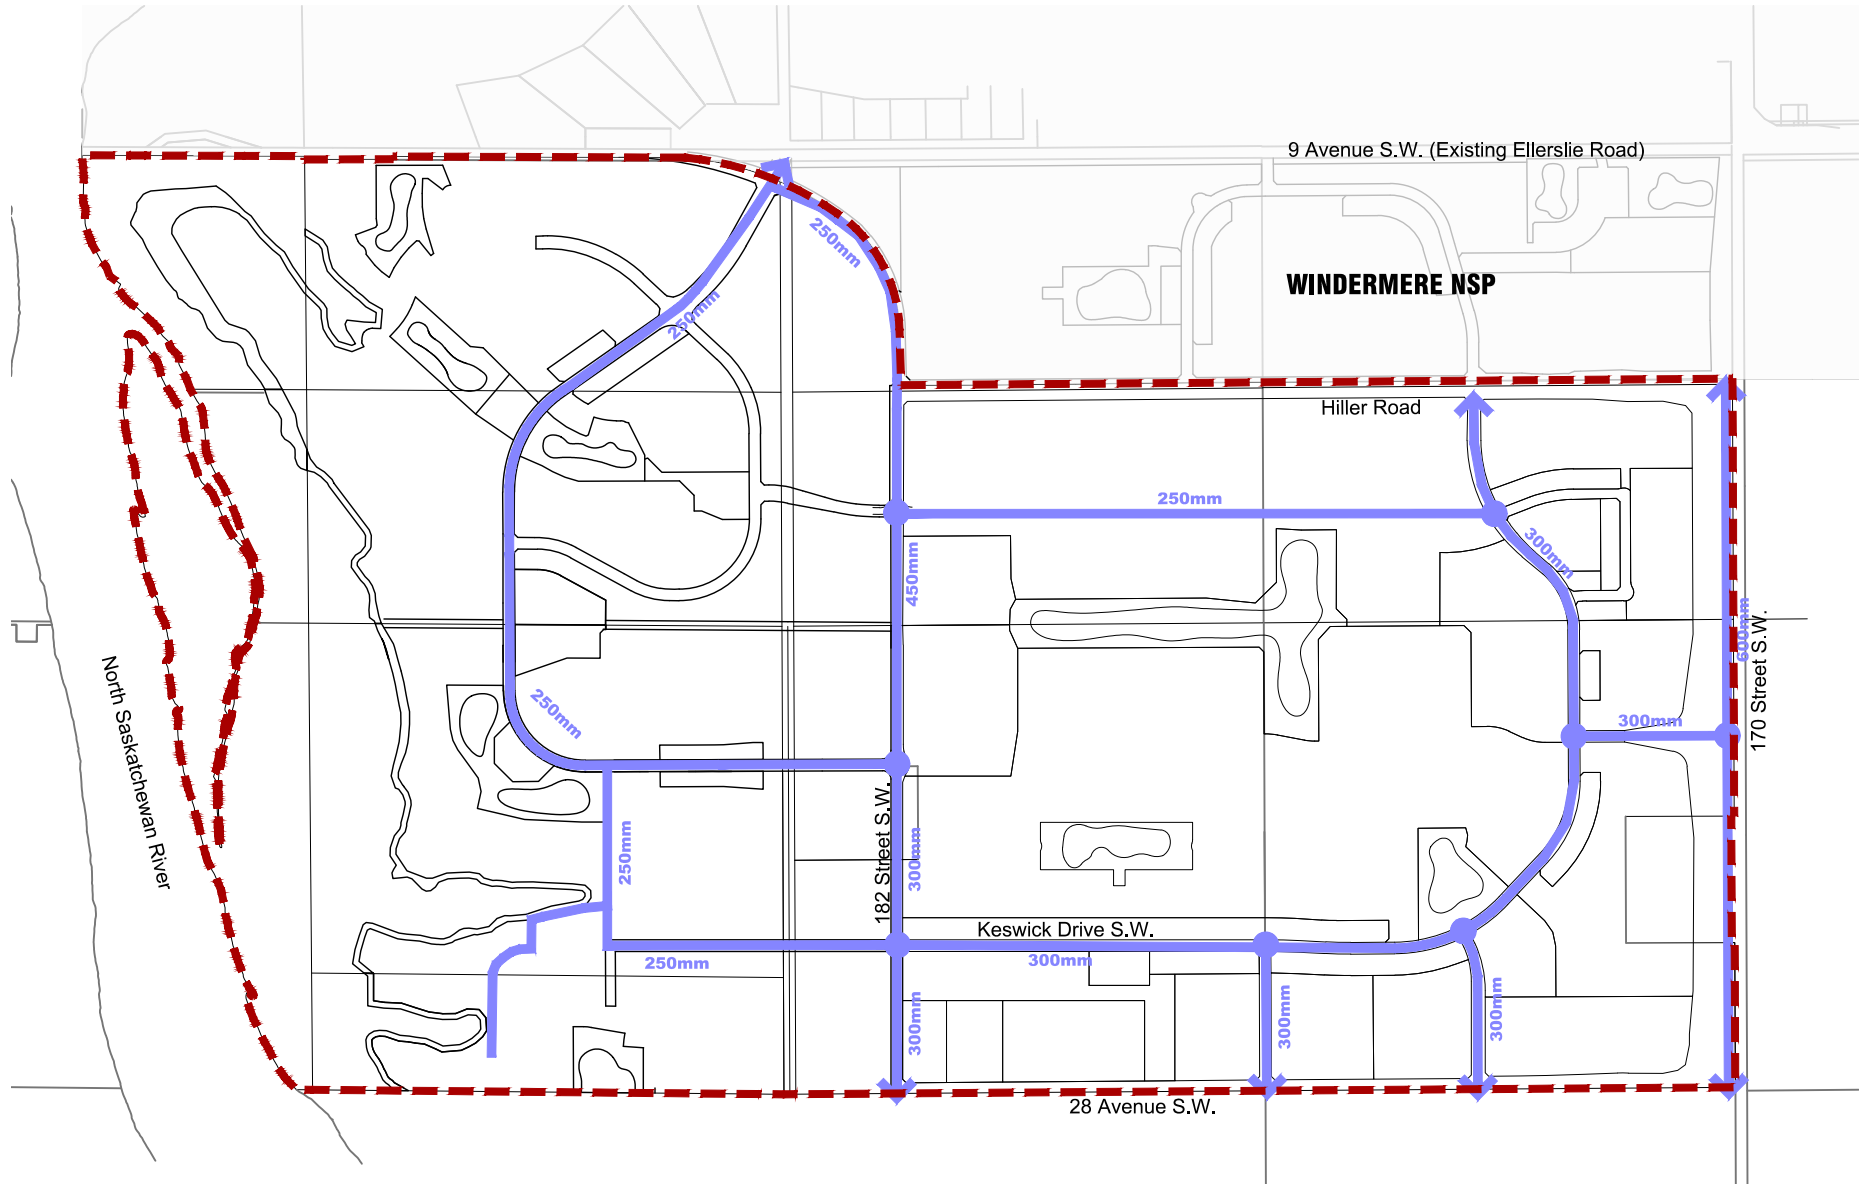 9 Avenue S.W. (Existing Ellerslie Road)
250mm
WINDERMERE NSP
250mm
Hiller Road
250mm
300mm
450mm
600mm
170 Street S.W.
North Saskatchewan River
250mm
300mm
182 Street S.W.
250mm
300mm
Keswick Drive S.W.
250mm
300mm
300mm
300mm
300mm
28 Avenue S.W.